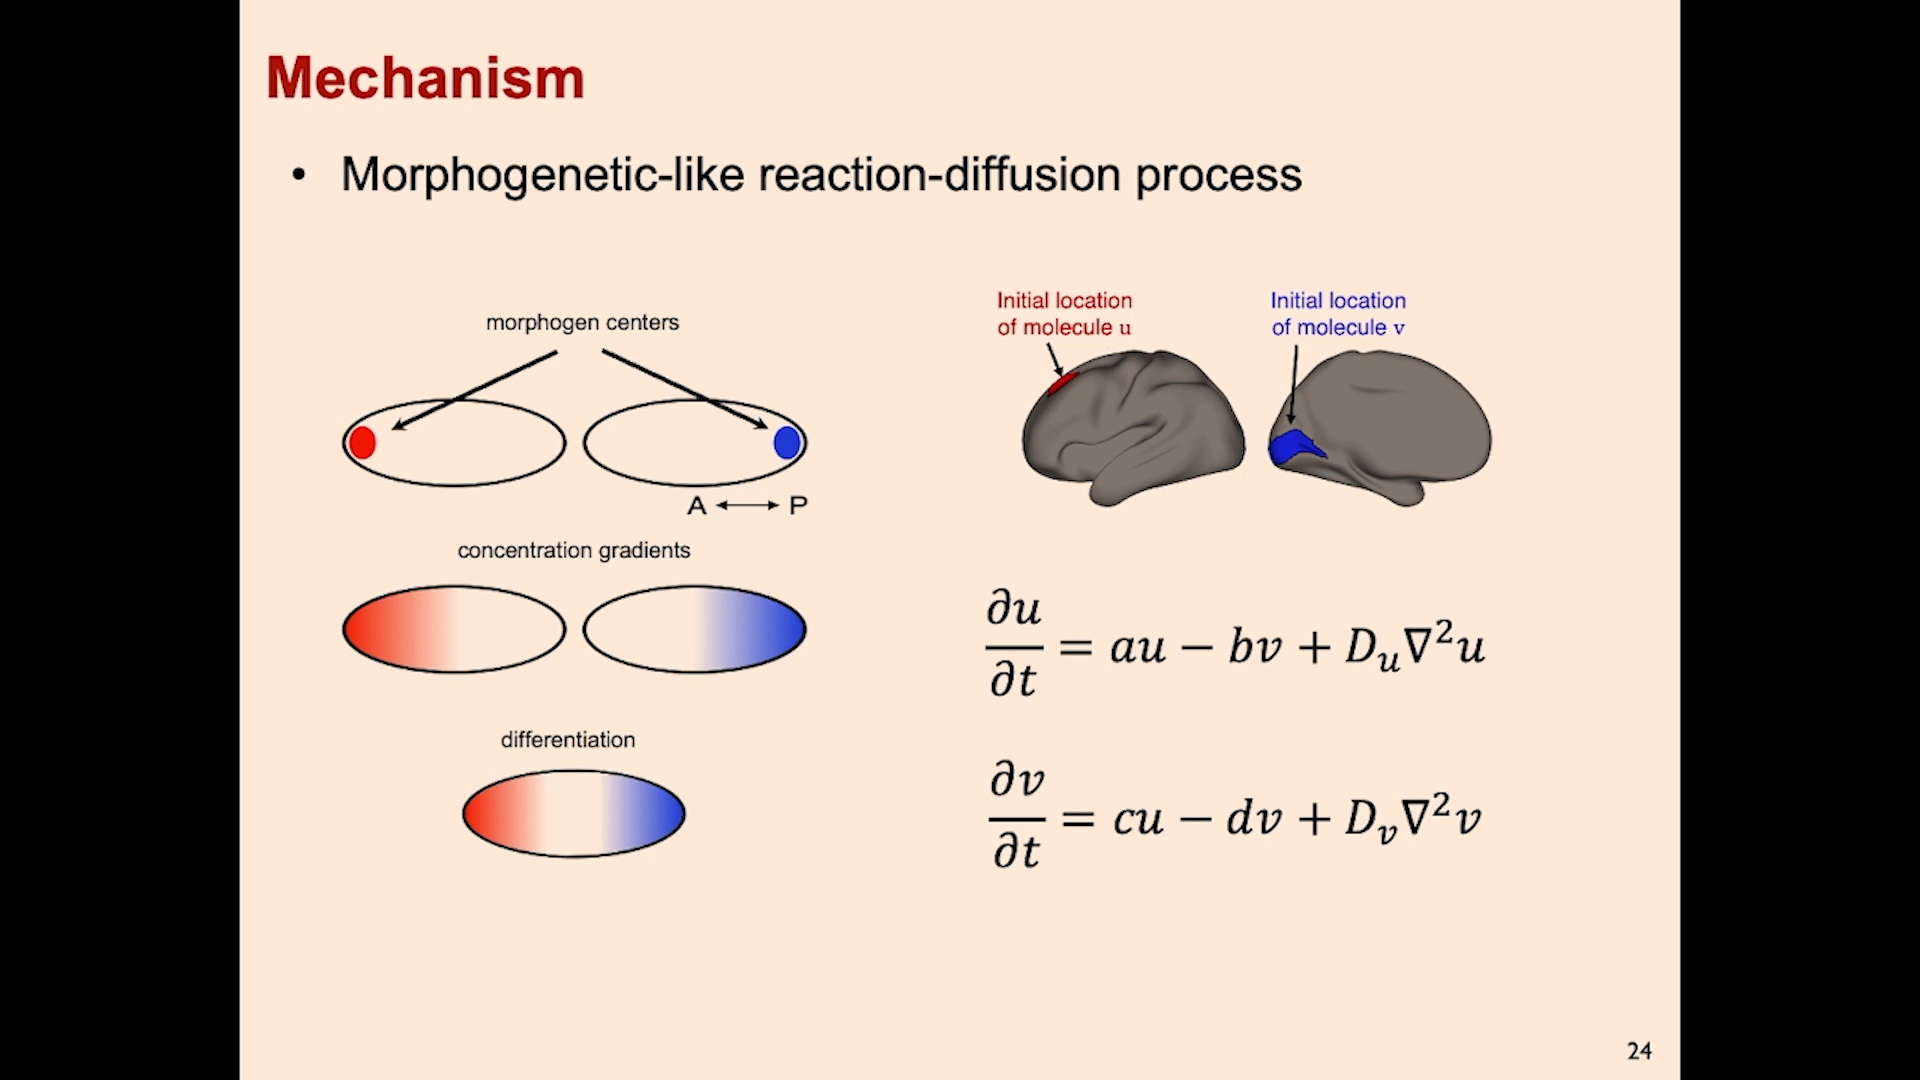 Mechanism
• Morphogenetic-like reaction-diffusion process
morphogen centers
A P
concentration gradients
differentiation
Initial location
of molecule u
Initial location
of molecule v
∂u/∂t = au − bv + D_u∇²u
∂v/∂t = cu − dv + D_v∇²v
24